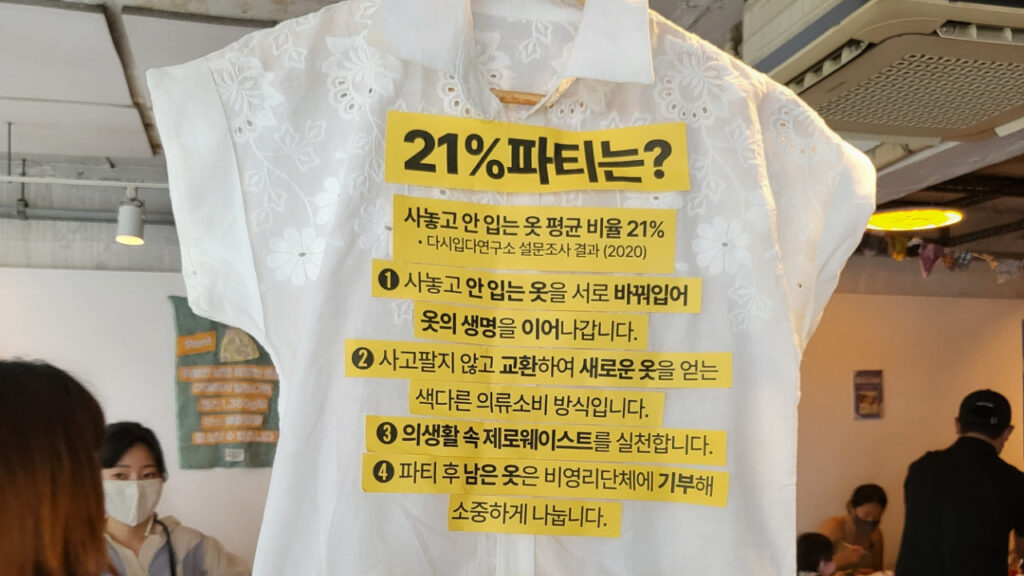 21%파티는?
사놓고 안 입는 옷 평균 비율 21%
• 다시입다연구소 설문조사 결과 (2020)
❶ 사놓고 안 입는 옷을 서로 바꿔입어
옷의 생명을 이어나갑니다.
❷ 사고팔지 않고 교환하여 새로운 옷을 얻는
색다른 의류소비 방식입니다.
❸ 의생활 속 제로웨이스트를 실천합니다.
❹ 파티 후 남은 옷은 비영리단체에 기부해
소중하게 나눕니다.